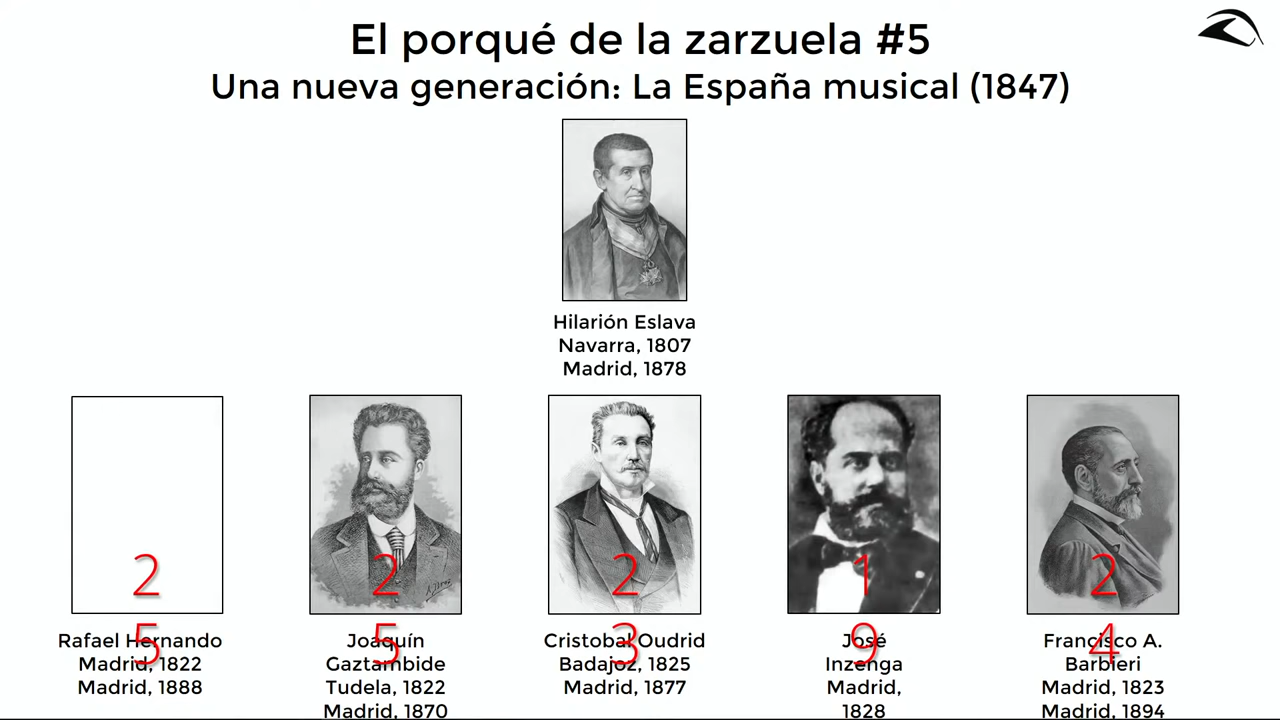 El porqué de la zarzuela #5
Una nueva generación: La España musical (1847)
Hilarión Eslava
Navarra, 1807
Madrid, 1878
2
5
Rafael Hernando
Madrid, 1822
Madrid, 1888
2
5
Joaquín
Gaztambide
Tudela, 1822
Madrid, 1870
2
3
Cristobal Oudrid
Badajoz, 1825
Madrid, 1877
1
9
José
Inzenga
Madrid,
1828
2
4
Francisco A.
Barbieri
Madrid, 1823
Madrid, 1894